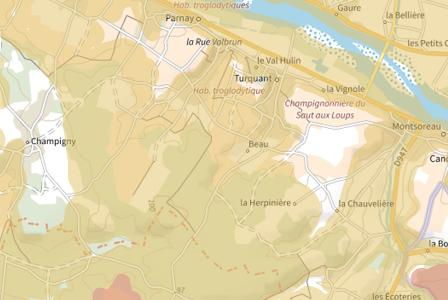 Hab. troglodytiques
Gaure
Parnay
la Bellière
la Rue Valbrun
les Petits C
le Val Hulin
Turquant
Hab. troglodytique
la Vignole
Champignonnière du
Saut aux Loups
Montsoreau
Champigny
Beau
D947
Can
la Herpinière
la Chauvelière
100
la Bo
97
les Écoteries